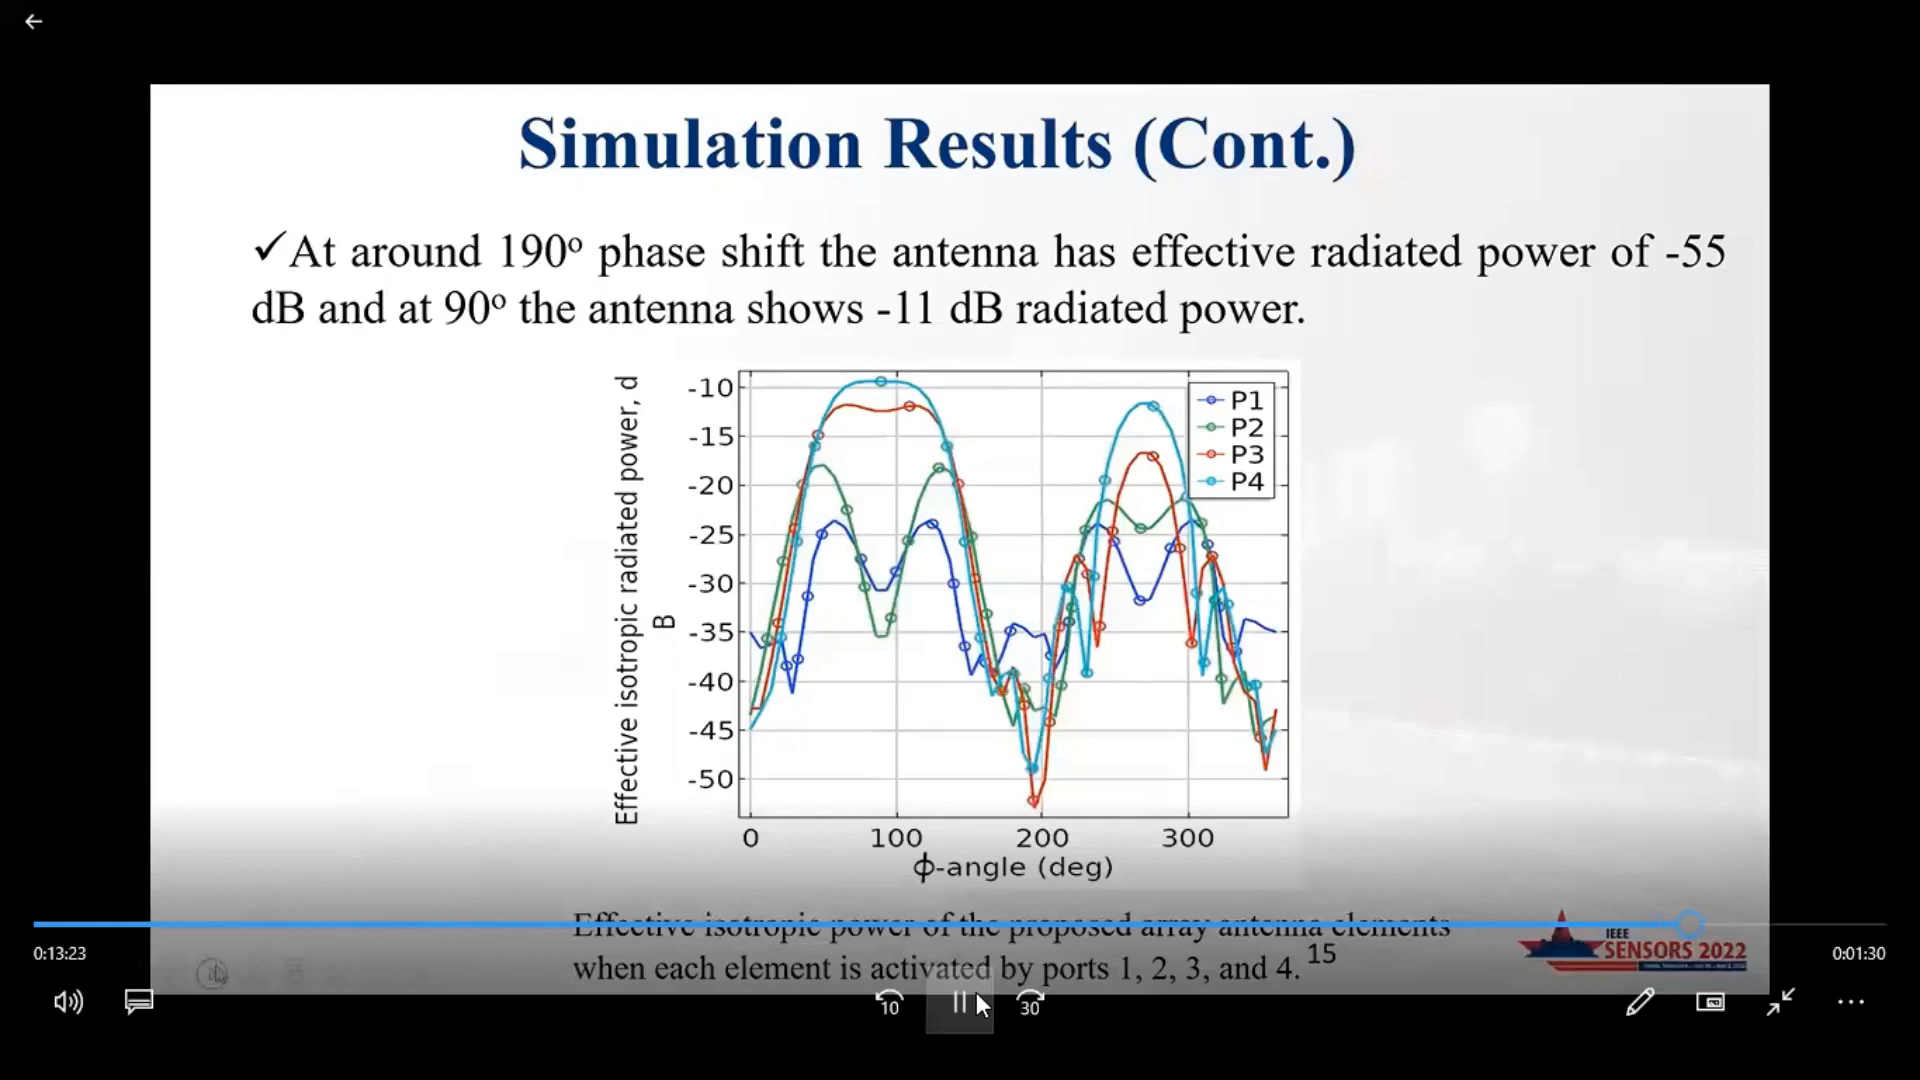 Simulation Results (Cont.)
✓At around 190º phase shift the antenna has effective radiated power of -55
dB and at 90º the antenna shows -11 dB radiated power.
Effective isotropic radiated power, d
B
-10
-15
-20
-25
-30
-35
-40
-45
-50
0 100 200 300
ϕ-angle (deg)
P1
P2
P3
P4
Effective isotropic power of the proposed array antenna elements
when each element is activated by ports 1, 2, 3, and 4.
15
IEEE
SENSORS 2022
0:13:23
0:01:30
10
30